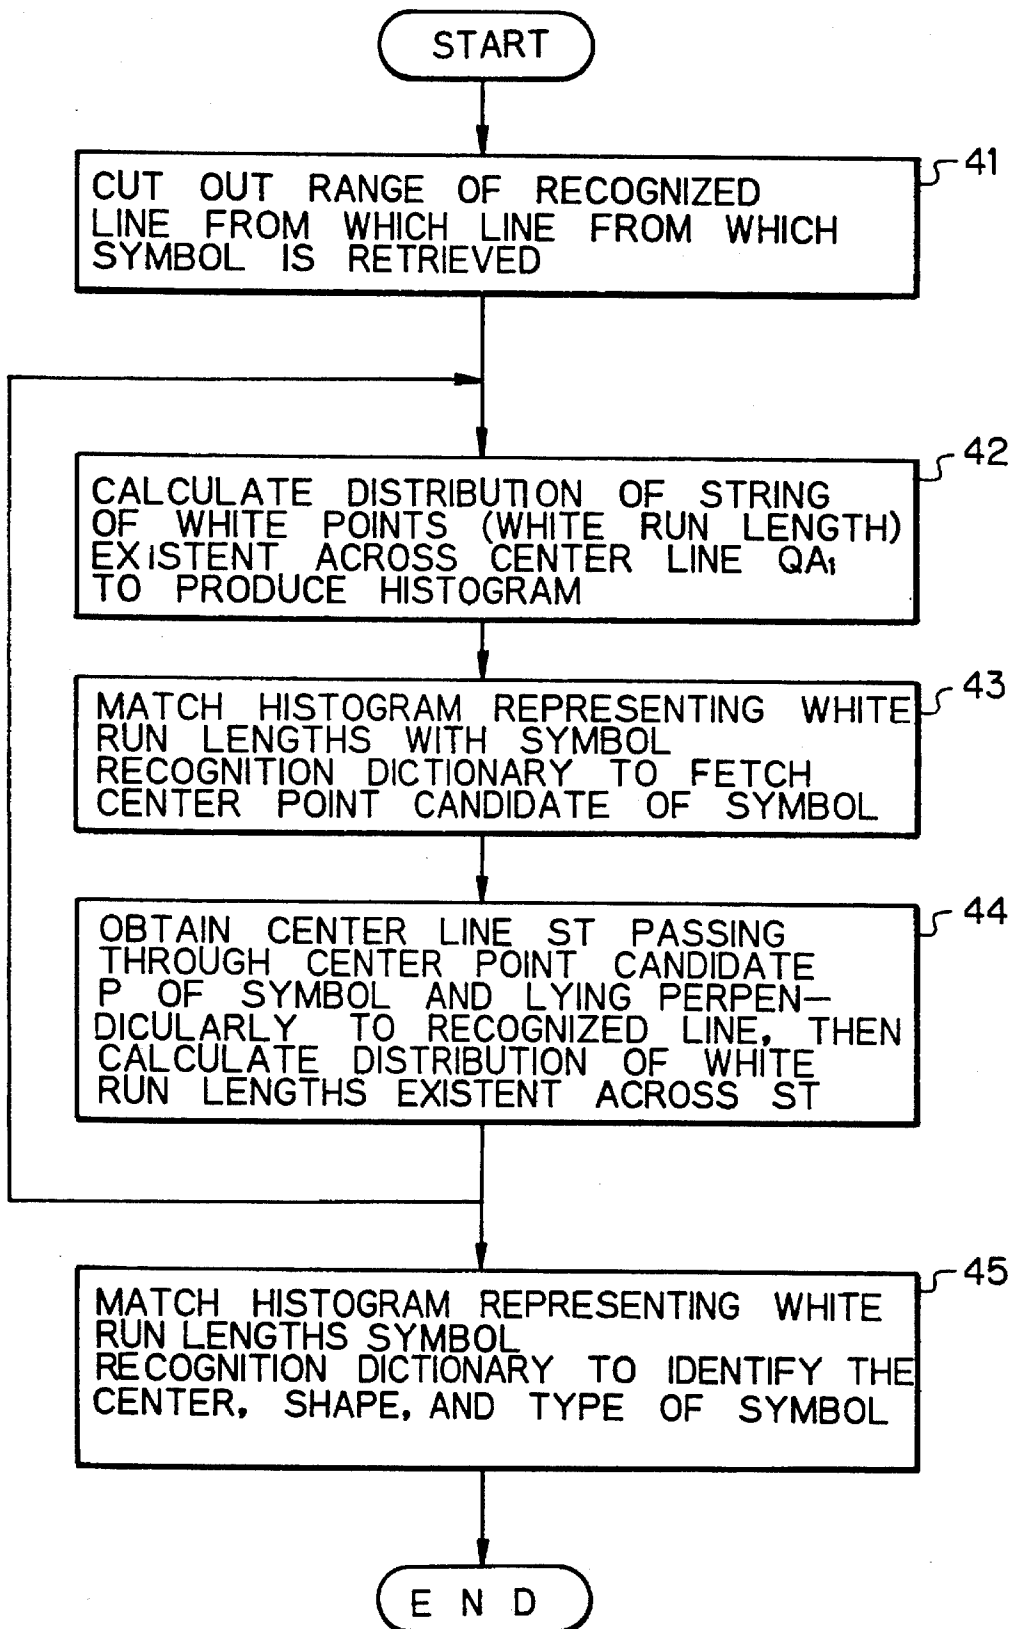 START
41
CUT OUT RANGE OF RECOGNIZED
LINE FROM WHICH LINE FROM WHICH
SYMBOL IS RETRIEVED
42
CALCULATE DISTRIBUTION OF STRING
OF WHITE POINTS (WHITE RUN LENGTH)
EXISTENT ACROSS CENTER LINE QA₁
TO PRODUCE HISTOGRAM
43
MATCH HISTOGRAM REPRESENTING WHITE
RUN LENGTHS WITH SYMBOL
RECOGNITION DICTIONARY TO FETCH
CENTER POINT CANDIDATE OF SYMBOL
44
OBTAIN CENTER LINE ST PASSING
THROUGH CENTER POINT CANDIDATE
P OF SYMBOL AND LYING PERPEN-
DICULARLY TO RECOGNIZED LINE, THEN
CALCULATE DISTRIBUTION OF WHITE
RUN LENGTHS EXISTENT ACROSS ST
45
MATCH HISTOGRAM REPRESENTING WHITE
RUN LENGTHS SYMBOL
RECOGNITION DICTIONARY TO IDENTIFY THE
CENTER, SHAPE, AND TYPE OF SYMBOL
END